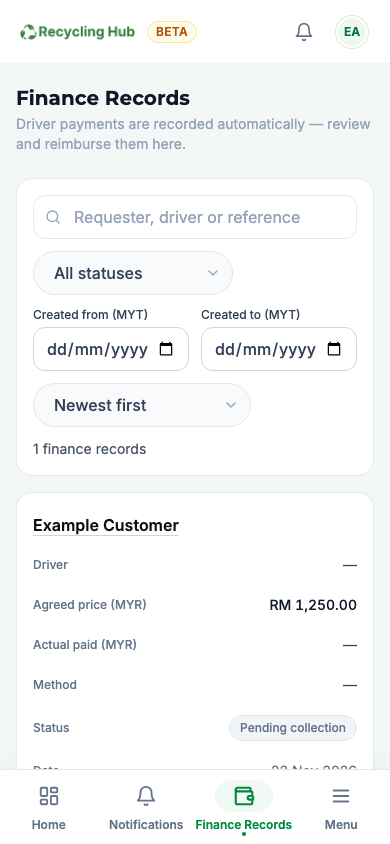 Recycling Hub BETA EA
Finance Records
Driver payments are recorded automatically — review
and reimburse them here.
Requester, driver or reference
All statuses
Created from (MYT) Created to (MYT)
dd/mm/yyyy dd/mm/yyyy
Newest first
1 finance records
Example Customer
Driver —
Agreed price (MYR) RM 1,250.00
Actual paid (MYR) —
Method —
Status Pending collection
Home Notifications Finance Records Menu